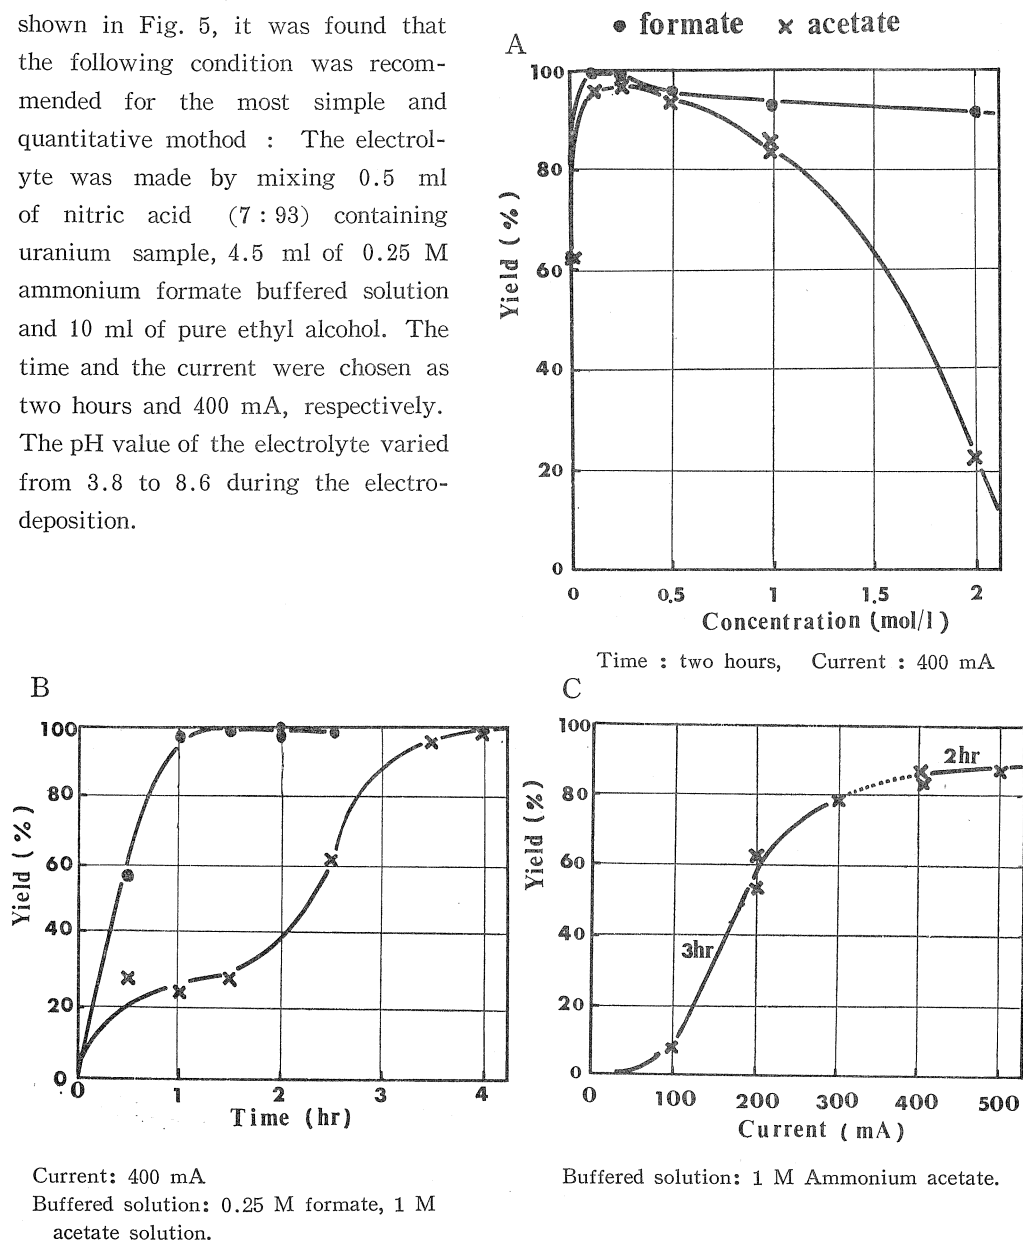 shown in Fig. 5, it was found that
the following condition was recom-
mended for the most simple and
quantitative mothod : The electrol-
yte was made by mixing 0.5 ml
of nitric acid (7 : 93) containing
uranium sample, 4.5 ml of 0.25 M
ammonium formate buffered solution
and 10 ml of pure ethyl alcohol. The
time and the current were chosen as
two hours and 400 mA, respectively.
The pH value of the electrolyte varied
from 3.8 to 8.6 during the electro-
deposition.
● formate × acetate
A
100
80
60
40
20
0
Yield (%)
0 0.5 1 1.5 2
Concentration (mol/l)
Time : two hours, Current : 400 mA
B
100
80
60
40
20
0
Yield (%)
0 1 2 3 4
Time (hr)
Current: 400 mA
Buffered solution: 0.25 M formate, 1 M
acetate solution.
C
100
80
60
40
20
0
Yield (%)
2hr
3hr
0 100 200 300 400 500
Current (mA)
Buffered solution: 1 M Ammonium acetate.